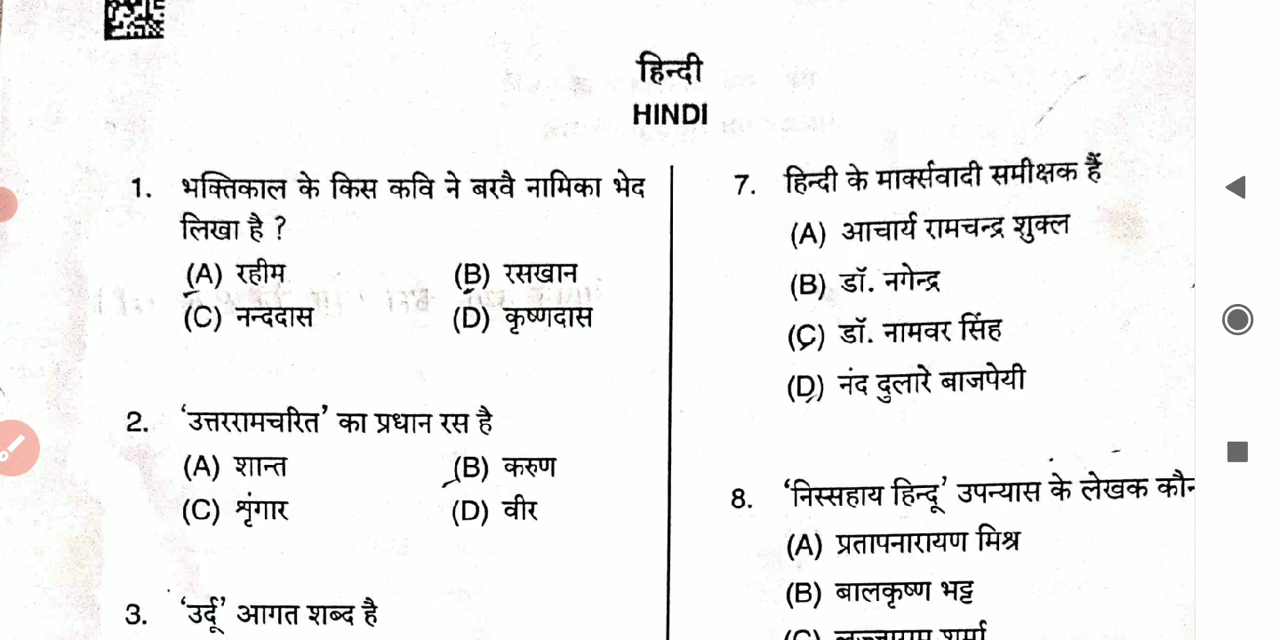 हिन्दी
HINDI
1. भक्तिकाल के किस कवि ने बरवै नामिका भेद
लिखा है ?
(A) रहीम (B) रसखान
(C) नन्ददास (D) कृष्णदास
2. 'उत्तररामचरित' का प्रधान रस है
(A) शान्त (B) करुण
(C) शृंगार (D) वीर
3. 'उर्दू' आगत शब्द है
7. हिन्दी के मार्क्सवादी समीक्षक हैं
(A) आचार्य रामचन्द्र शुक्ल
(B) डॉ. नगेन्द्र
(C) डॉ. नामवर सिंह
(D) नंद दुलारे बाजपेयी
8. 'निस्सहाय हिन्दू' उपन्यास के लेखक कौन
(A) प्रतापनारायण मिश्र
(B) बालकृष्ण भट्ट
(C) लज्जाराम शर्मा